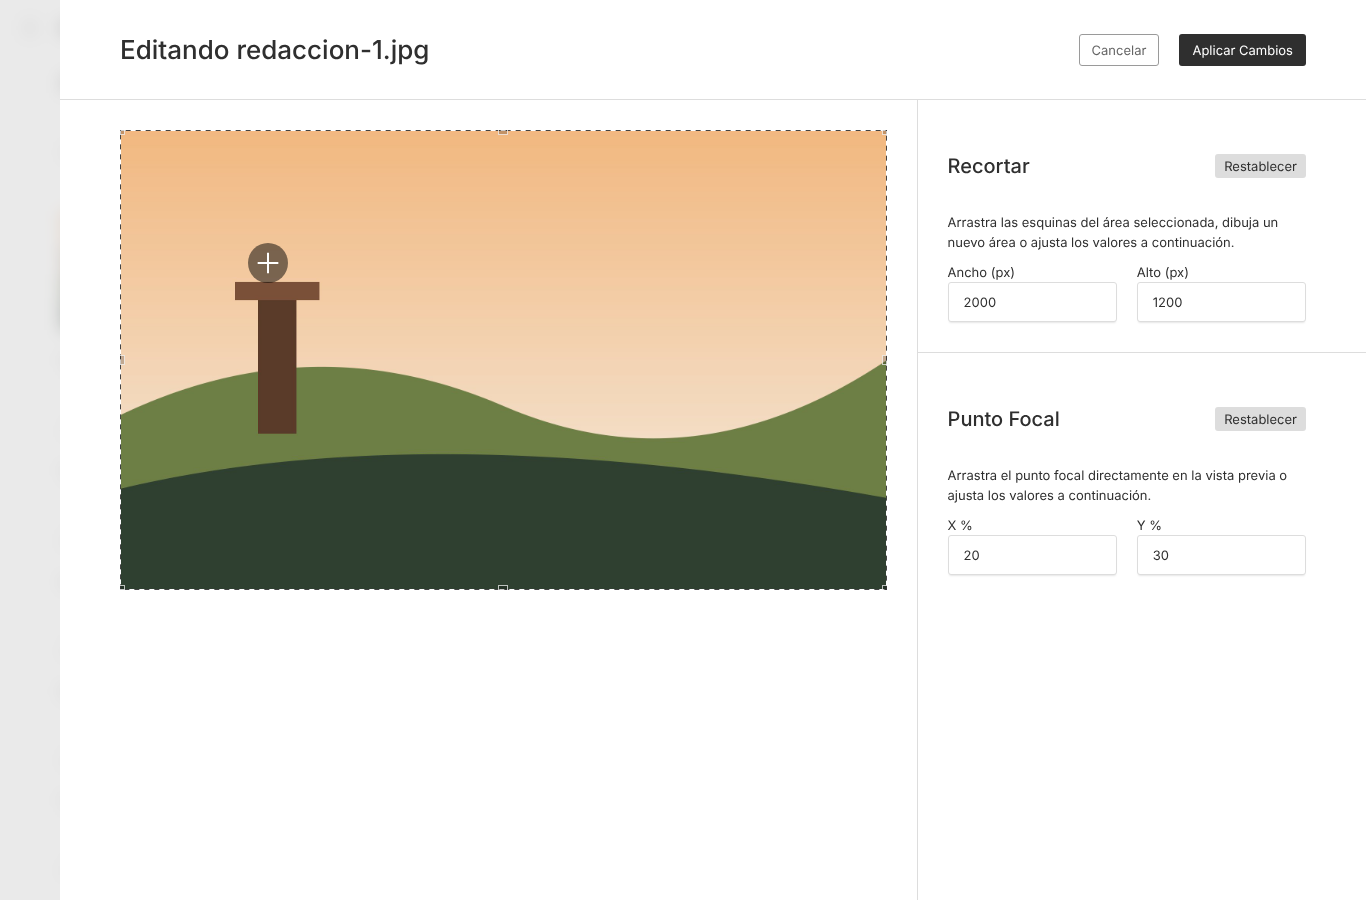 Editando redaccion-1.jpg
Cancelar
Aplicar Cambios
Recortar
Restablecer
Arrastra las esquinas del área seleccionada, dibuja un
nuevo área o ajusta los valores a continuación.
Ancho (px)
Alto (px)
2000
1200
Punto Focal
Restablecer
Arrastra el punto focal directamente en la vista previa o
ajusta los valores a continuación.
X %
Y %
20
30